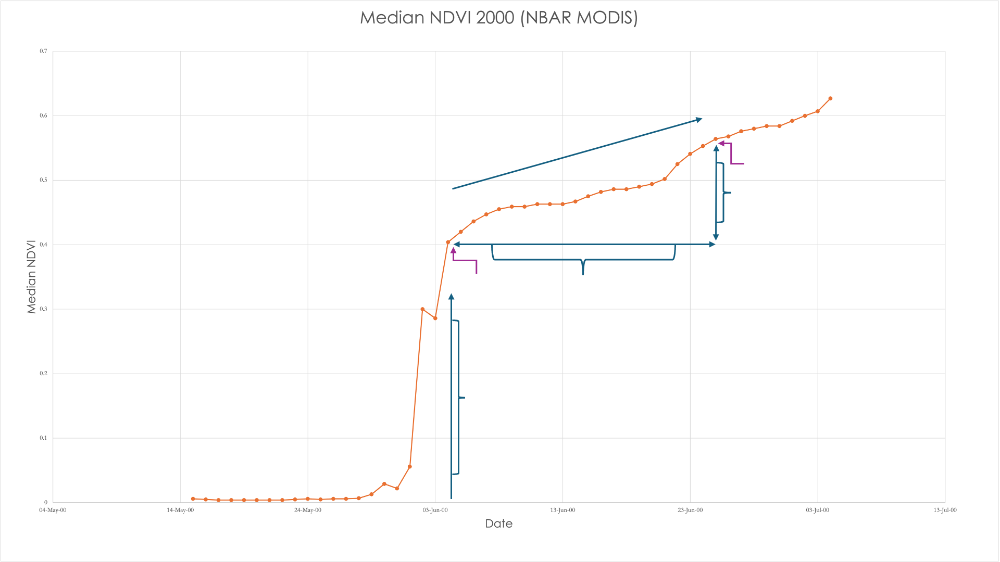 Median NDVI 2000 (NBAR MODIS)
0.7
0.6
0.5
0.4
0.3
0.2
0.1
0
Median NDVI
04-May-00
14-May-00
24-May-00
03-Jun-00
13-Jun-00
23-Jun-00
03-Jul-00
13-Jul-00
Date